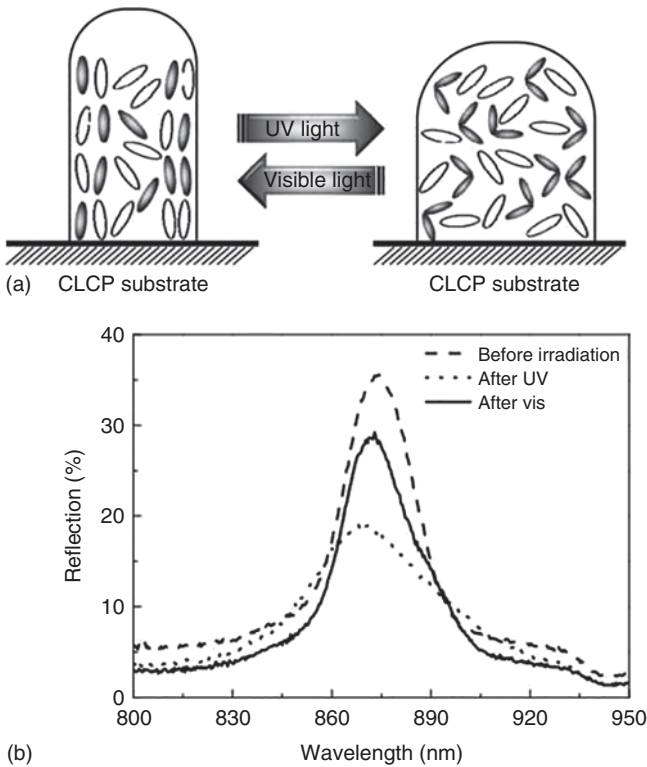 UV light
Visible light
(a) CLCP substrate CLCP substrate
40
30
20
10
0
Reflection (%)
Before irradiation
After UV
After vis
800 830 860 890 920 950
(b) Wavelength (nm)